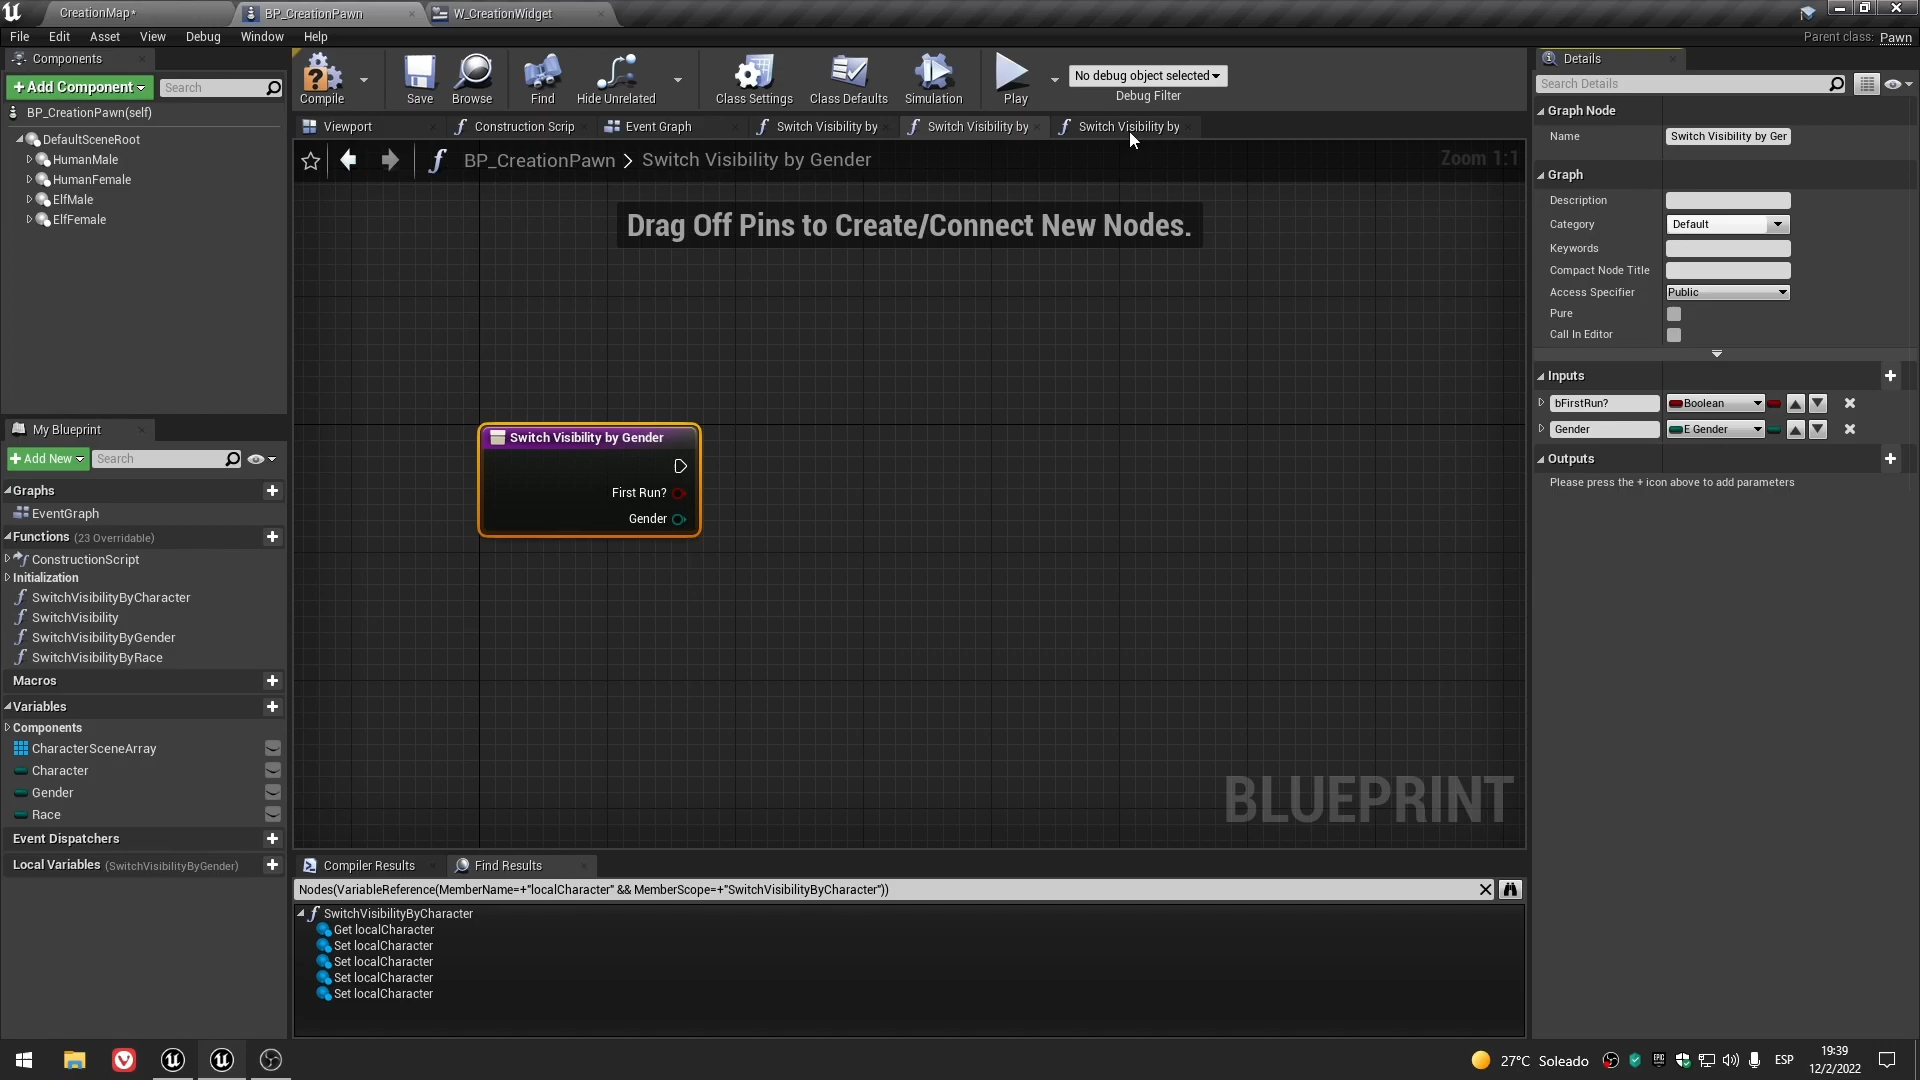 CreationMap*
BP_CreationPawn
W_CreationWidget
File Edit Asset View Debug Window Help
Parent class: Pawn
Components
+ Add Component
Search
BP_CreationPawn(self)
DefaultSceneRoot
HumanMale
HumanFemale
ElfMale
ElfFemale
My Blueprint
+ Add New
Search
Graphs
EventGraph
Functions (23 Overridable)
ConstructionScript
Initialization
SwitchVisibilityByCharacter
SwitchVisibility
SwitchVisibilityByGender
SwitchVisibilityByRace
Macros
Variables
Components
CharacterSceneArray
Character
Gender
Race
Event Dispatchers
Local Variables (SwitchVisibilityByGender)
Compile
Save
Browse
Find
Hide Unrelated
Class Settings
Class Defaults
Simulation
Play
No debug object selected
Debug Filter
Viewport
Construction Scrip
Event Graph
Switch Visibility by
Switch Visibility by
Switch Visibility by
BP_CreationPawn > Switch Visibility by Gender
Zoom 1:1
Drag Off Pins to Create/Connect New Nodes.
Switch Visibility by Gender
First Run?
Gender
BLUEPRINT
Compiler Results
Find Results
Nodes(VariableReference(MemberName=+"localCharacter" && MemberScope=+"SwitchVisibilityByCharacter"))
SwitchVisibilityByCharacter
Get localCharacter
Set localCharacter
Set localCharacter
Set localCharacter
Set localCharacter
Details
Search Details
Graph Node
Name Switch Visibility by Ger
Graph
Description
Category Default
Keywords
Compact Node Title
Access Specifier Public
Pure
Call In Editor
Inputs
bFirstRun? Boolean
Gender E Gender
Outputs
Please press the + icon above to add parameters
27°C Soleado
EPIC
ESP
19:39
12/2/2022